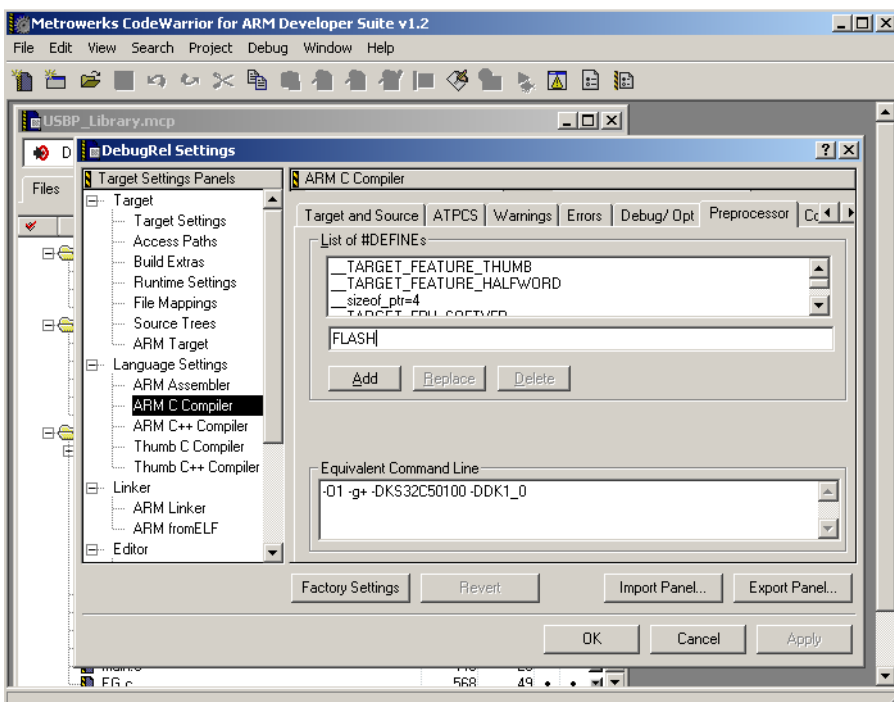 Metrowerks CodeWarrior for ARM Developer Suite v1.2
File Edit View Search Project Debug Window Help
USBP_Library.mcp
D
DebugRel Settings
Files
Target Settings Panels
Target
Target Settings
Access Paths
Build Extras
Runtime Settings
File Mappings
Source Trees
ARM Target
Language Settings
ARM Assembler
ARM C Compiler
ARM C++ Compiler
Thumb C Compiler
Thumb C++ Compiler
Linker
ARM Linker
ARM fromELF
Editor
ARM C Compiler
Target and Source ATPCS Warnings Errors Debug/ Opt Preprocessor
List of #DEFINEs
__TARGET_FEATURE_THUMB
__TARGET_FEATURE_HALFWORD
__sizeof_ptr=4
FLASH
Add Replace Delete
Equivalent Command Line
-O1 -g+ -DKS32C50100 -DDK1_0
Factory Settings Revert Import Panel... Export Panel...
OK Cancel Apply
568 49